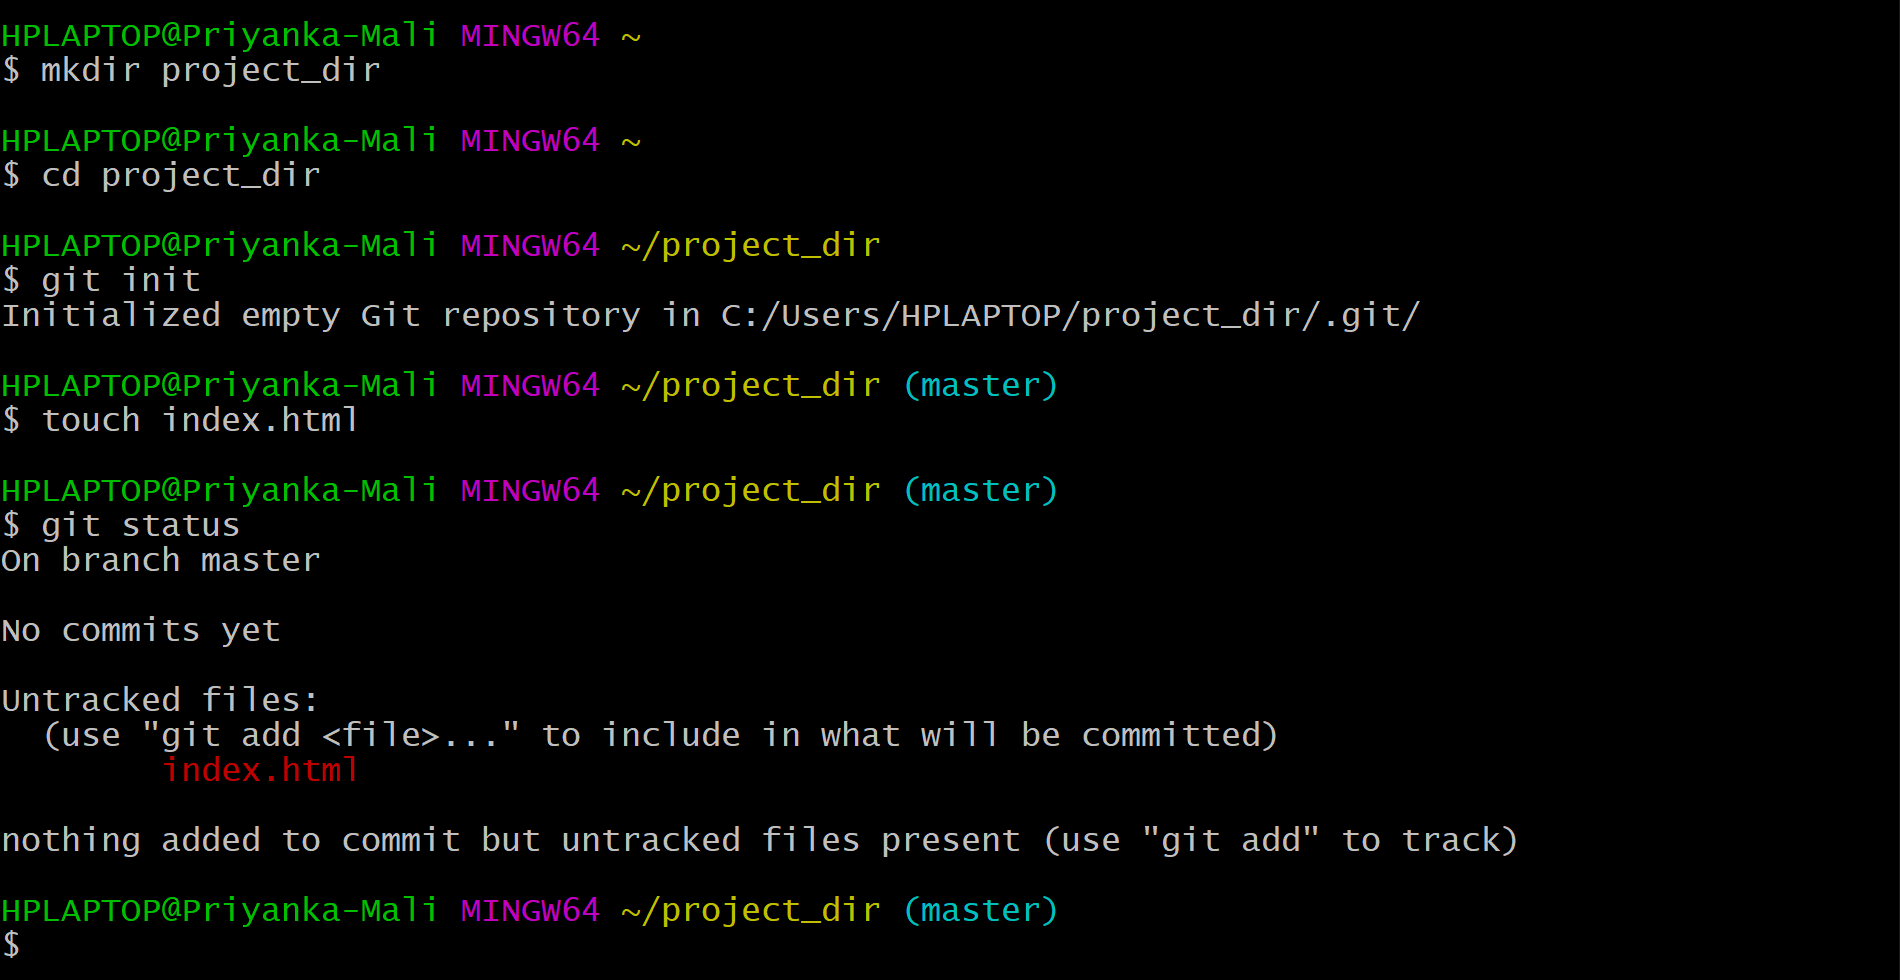 HPLAPTOP@Priyanka-Mali MINGW64 ~
$ mkdir project_dir
HPLAPTOP@Priyanka-Mali MINGW64 ~
$ cd project_dir
HPLAPTOP@Priyanka-Mali MINGW64 ~/project_dir
$ git init
Initialized empty Git repository in C:/Users/HPLAPTOP/project_dir/.git/
HPLAPTOP@Priyanka-Mali MINGW64 ~/project_dir (master)
$ touch index.html
HPLAPTOP@Priyanka-Mali MINGW64 ~/project_dir (master)
$ git status
On branch master
No commits yet
Untracked files:
  (use "git add <file>..." to include in what will be committed)
        index.html
nothing added to commit but untracked files present (use "git add" to track)
HPLAPTOP@Priyanka-Mali MINGW64 ~/project_dir (master)
$